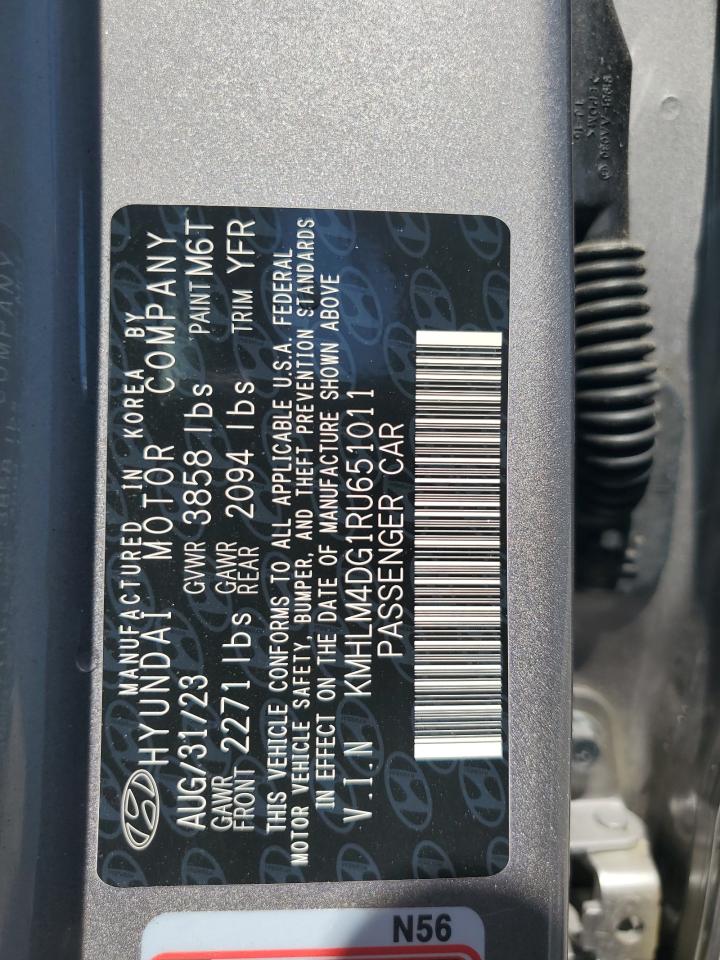 MANUFACTURED IN KOREA BY
HYUNDAI MOTOR COMPANY
AUG/31/23 GVWR 3858 lbs PAINT M6T
GAWR FRONT 2271 lbs GAWR REAR 2094 lbs TRIM YFR
THIS VEHICLE CONFORMS TO ALL APPLICABLE U.S.A. FEDERAL
MOTOR VEHICLE SAFETY, BUMPER, AND THEFT PREVENTION STANDARDS
IN EFFECT ON THE DATE OF MANUFACTURE SHOWN ABOVE
V.I.N KMHLM4DG1RU651011
PASSENGER CAR
N56